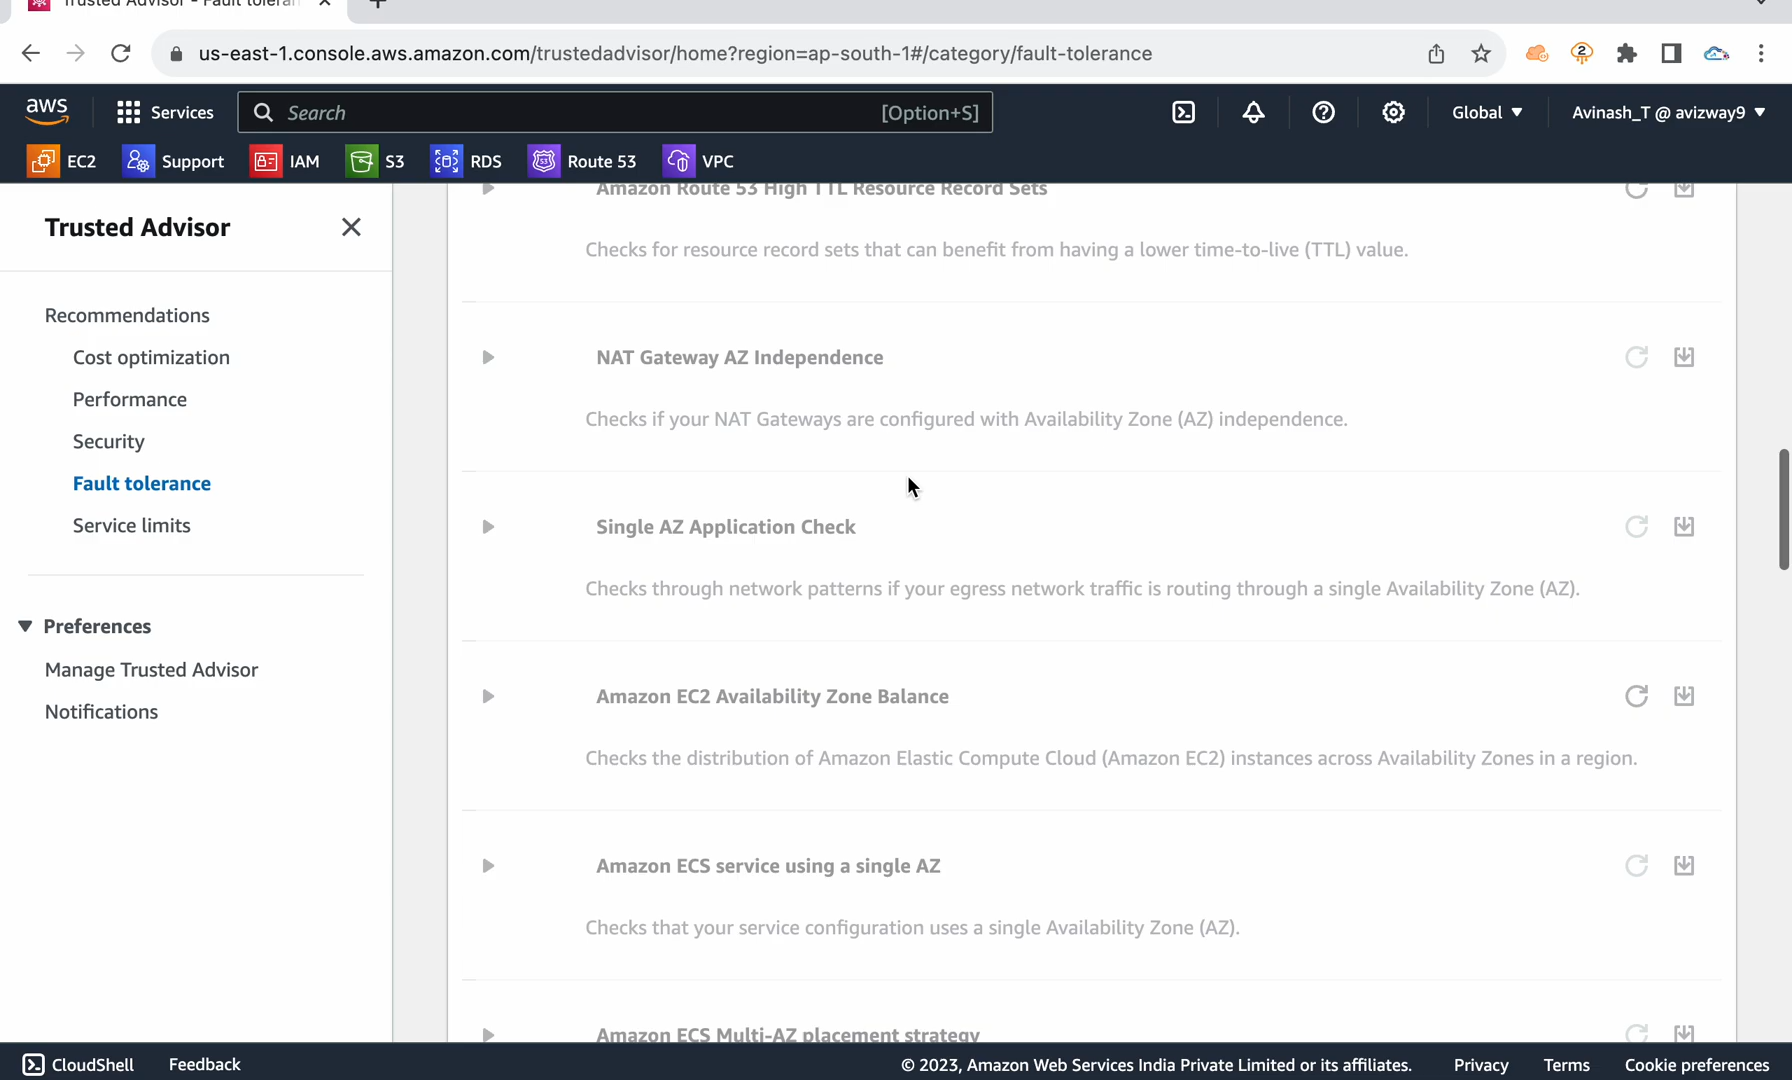 Trusted Advisor - Fault toleran
us-east-1.console.aws.amazon.com/trustedadvisor/home?region=ap-south-1#/category/fault-tolerance
2
aws
Services
Search
[Option+S]
Global
Avinash_T @ avizway9
EC2
Support
IAM
S3
RDS
Route 53
VPC
Trusted Advisor
Recommendations
Cost optimization
Performance
Security
Fault tolerance
Service limits
Preferences
Manage Trusted Advisor
Notifications
Amazon Route 53 High TTL Resource Record Sets
Checks for resource record sets that can benefit from having a lower time-to-live (TTL) value.
NAT Gateway AZ Independence
Checks if your NAT Gateways are configured with Availability Zone (AZ) independence.
Single AZ Application Check
Checks through network patterns if your egress network traffic is routing through a single Availability Zone (AZ).
Amazon EC2 Availability Zone Balance
Checks the distribution of Amazon Elastic Compute Cloud (Amazon EC2) instances across Availability Zones in a region.
Amazon ECS service using a single AZ
Checks that your service configuration uses a single Availability Zone (AZ).
Amazon ECS Multi-AZ placement strategy
CloudShell
Feedback
© 2023, Amazon Web Services India Private Limited or its affiliates.
Privacy
Terms
Cookie preferences